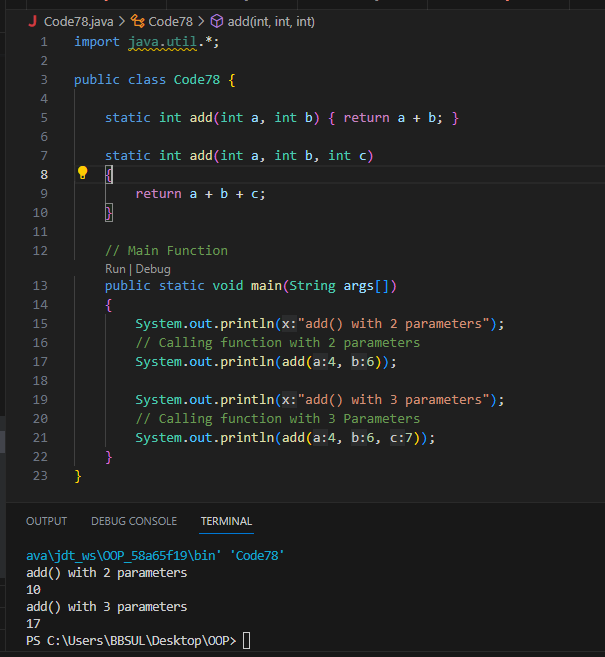 Code78.java > Code78 > add(int, int, int)
1 import java.util.*;
2
3 public class Code78 {
4
5 static int add(int a, int b) { return a + b; }
6
7 static int add(int a, int b, int c)
8 {
9 return a + b + c;
10 }
11
12 // Main Function
Run | Debug
13 public static void main(String args[])
14 {
15 System.out.println(x:"add() with 2 parameters");
16 // Calling function with 2 parameters
17 System.out.println(add(a:4, b:6));
18
19 System.out.println(x:"add() with 3 parameters");
20 // Calling function with 3 Parameters
21 System.out.println(add(a:4, b:6, c:7));
22 }
23 }
OUTPUT DEBUG CONSOLE TERMINAL
ava\jdt_ws\OOP_58a65f19\bin' 'Code78'
add() with 2 parameters
10
add() with 3 parameters
17
PS C:\Users\BBSUL\Desktop\OOP>